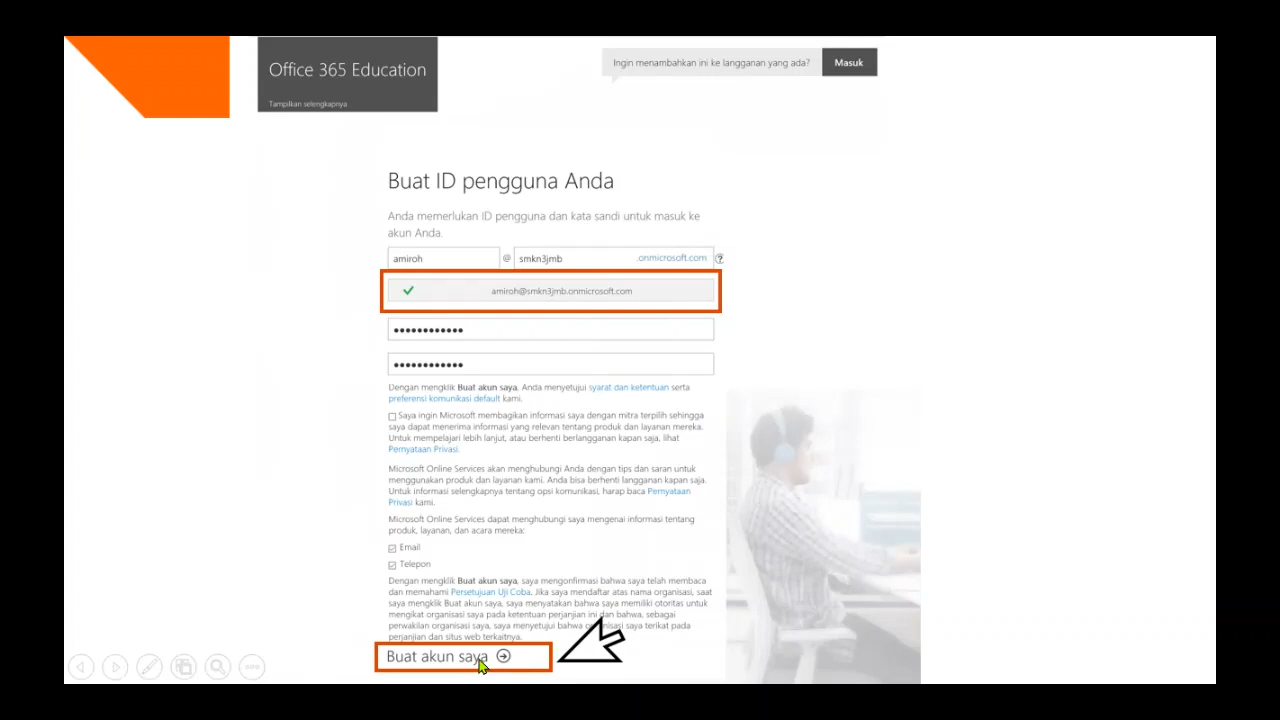 Office 365 Education
Tampilkan selengkapnya
Ingin menambahkan ini ke langganan yang ada?
Masuk
Buat ID pengguna Anda
Anda memerlukan ID pengguna dan kata sandi untuk masuk ke
akun Anda.
amiroh @ smkn3jmb .onmicrosoft.com ?
amiroh@smkn3jmb.onmicrosoft.com
••••••••••••
••••••••••••
Dengan mengklik Buat akun saya, Anda menyetujui syarat dan ketentuan serta
preferensi komunikasi default kami.
Saya ingin Microsoft membagikan informasi saya dengan mitra terpilih sehingga
saya dapat menerima informasi yang relevan tentang produk dan layanan mereka.
Untuk mempelajari lebih lanjut, atau berhenti berlangganan kapan saja, lihat
Pernyataan Privasi.
Microsoft Online Services akan menghubungi Anda dengan tips dan saran untuk
menggunakan produk dan layanan kami. Anda bisa berhenti langganan kapan saja.
Untuk informasi selengkapnya tentang opsi komunikasi, harap baca Pernyataan
Privasi kami.
Microsoft Online Services dapat menghubungi saya mengenai informasi tentang
produk, layanan, dan acara mereka:
Email
Telepon
Dengan mengklik Buat akun saya, saya mengonfirmasi bahwa saya telah membaca
dan memahami Persetujuan Uji Coba. Jika saya mendaftar atas nama organisasi, saat
saya mengklik Buat akun saya, saya menyatakan bahwa saya memiliki otoritas untuk
mengikat organisasi saya pada ketentuan perjanjian ini dan bahwa, sebagai
perwakilan organisasi saya, saya menyetujui bahwa organisasi saya terikat pada
perjanjian dan situs web terkaitnya.
Buat akun saya